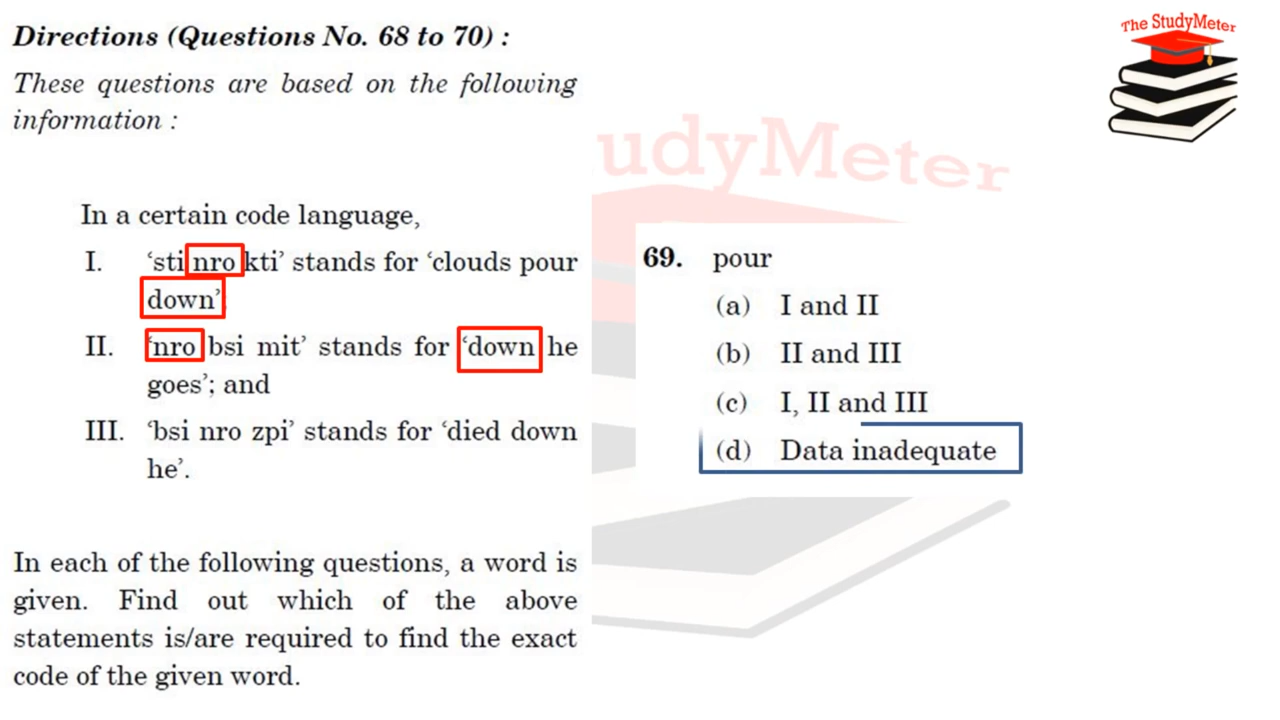 Directions (Questions No. 68 to 70) :
These questions are based on the following
information :
In a certain code language,
I. ‘sti nro kti’ stands for ‘clouds pour
down’;
II. ‘nro bsi mit’ stands for ‘down he
goes’; and
III. ‘bsi nro zpi’ stands for ‘died down
he’.
In each of the following questions, a word is
given. Find out which of the above
statements is/are required to find the exact
code of the given word.
The StudyMeter
udyMeter
69. pour
(a) I and II
(b) II and III
(c) I, II and III
(d) Data inadequate